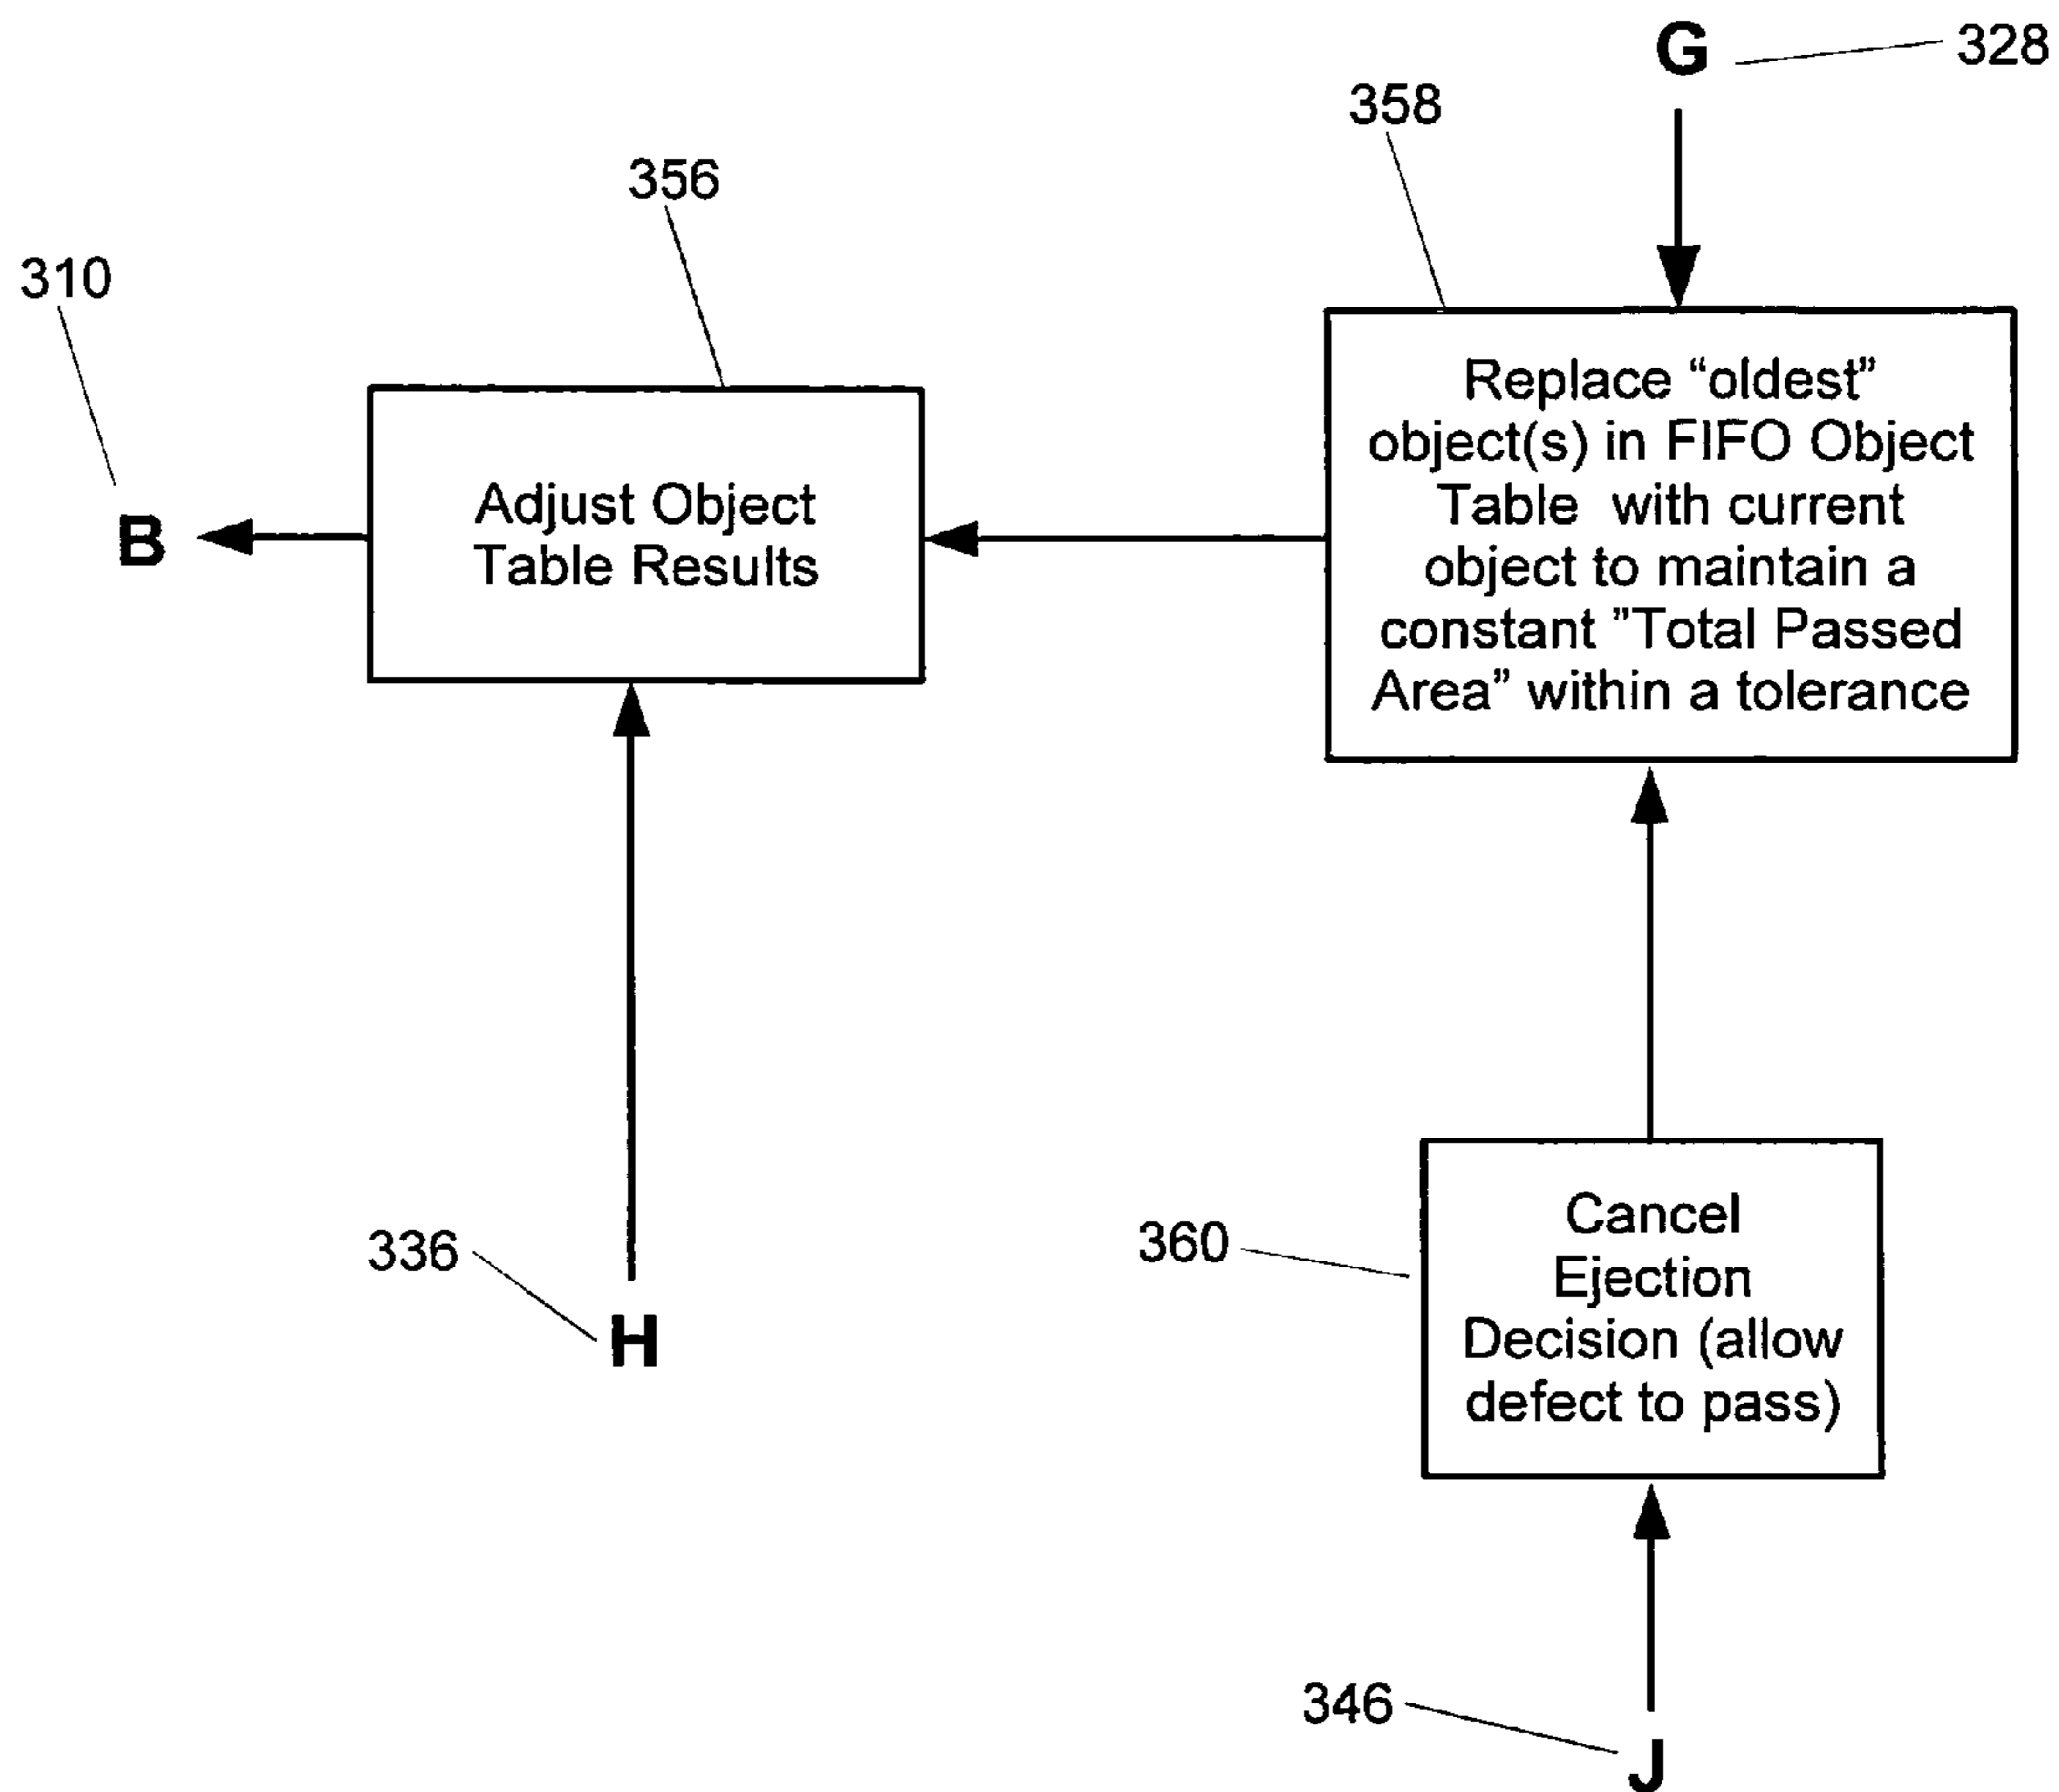 G
328
358
356
310
Replace “oldest”
object(s) in FIFO Object
Table with current
object to maintain a
constant ”Total Passed
Area” within a tolerance
Adjust Object
Table Results
B
336
H
360
Cancel
Ejection
Decision (allow
defect to pass)
346
J